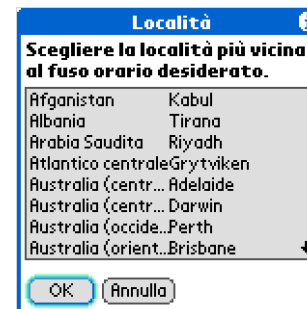 Località
Scegliere la località più vicina
al fuso orario desiderato.
Afganistan Kabul
Albania Tirana
Arabia Saudita Riyadh
Atlantico centrale Grytviken
Australia (centr... Adelaide
Australia (centr... Darwin
Australia (occide... Perth
Australia (orient... Brisbane
OK Annulla